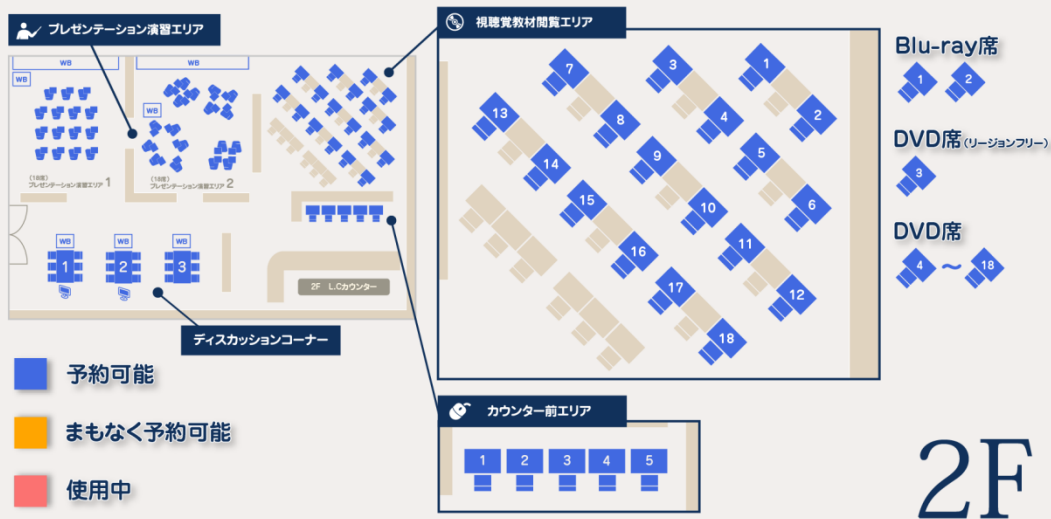 プレゼンテーション演習エリア
WB
WB
WB
WB
(18席)
プレゼンテーション演習エリア 1
(18席)
プレゼンテーション演習エリア 2
WB
WB
WB
1
2
3
2F L.Cカウンター
ディスカッションコーナー
視聴覚教材閲覧エリア
1
2
3
4
5
6
7
8
9
10
11
12
13
14
15
16
17
18
Blu-ray席
1 2
DVD席(リージョンフリー)
3
DVD席
4 ～ 18
予約可能
まもなく予約可能
使用中
カウンター前エリア
1 2 3 4 5
2F